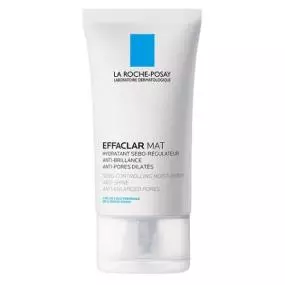 LA ROCHE-POSAY
LABORATOIRE DERMATOLOGIQUE
EFFACLAR MAT
HYDRATANT SÉBO-RÉGULATEUR
ANTI-BRILLANCE
ANTI-PORES DILATÉS
SEBO-CONTROLLING MOISTURISER
ANTI-SHINE
ANTI-ENLARGED PORES